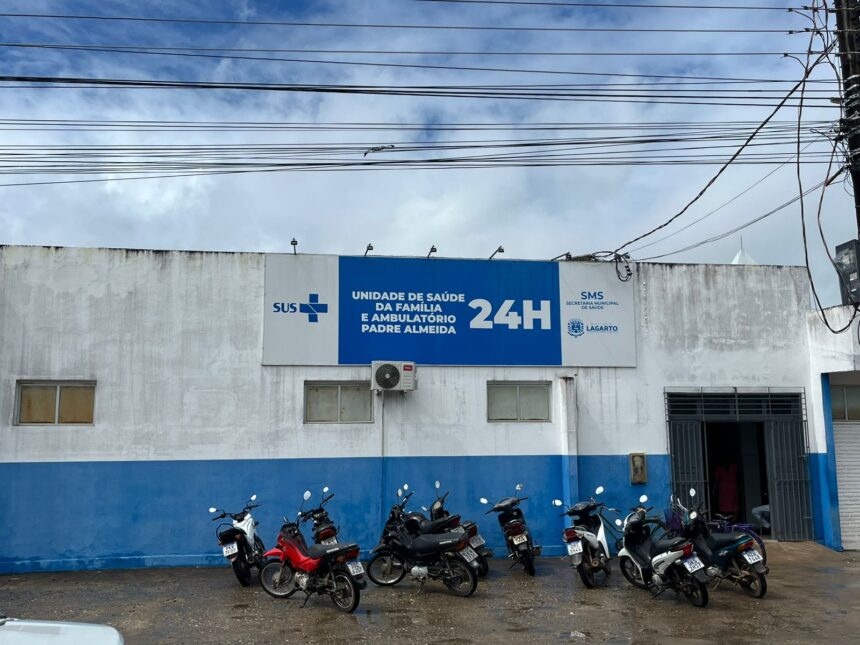 SUS
UNIDADE DE SAÚDE
DA FAMÍLIA
E AMBULATÓRIO
PADRE ALMEIDA
24H
SMS
SECRETARIA MUNICIPAL
DE SAÚDE
LAGARTO